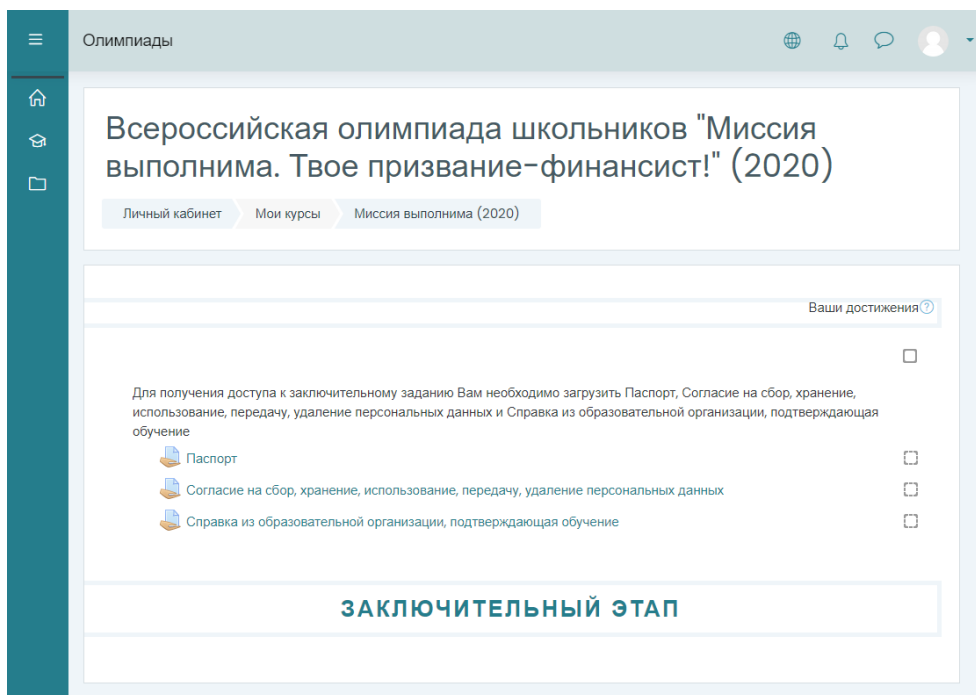 Олимпиады
Всероссийская олимпиада школьников "Миссия
выполнима. Твое призвание-финансист!" (2020)
Личный кабинет Мои курсы Миссия выполнима (2020)
Ваши достижения
Для получения доступа к заключительному заданию Вам необходимо загрузить Паспорт, Согласие на сбор, хранение,
использование, передачу, удаление персональных данных и Справка из образовательной организации, подтверждающая
обучение
Паспорт
Согласие на сбор, хранение, использование, передачу, удаление персональных данных
Справка из образовательной организации, подтверждающая обучение
ЗАКЛЮЧИТЕЛЬНЫЙ ЭТАП